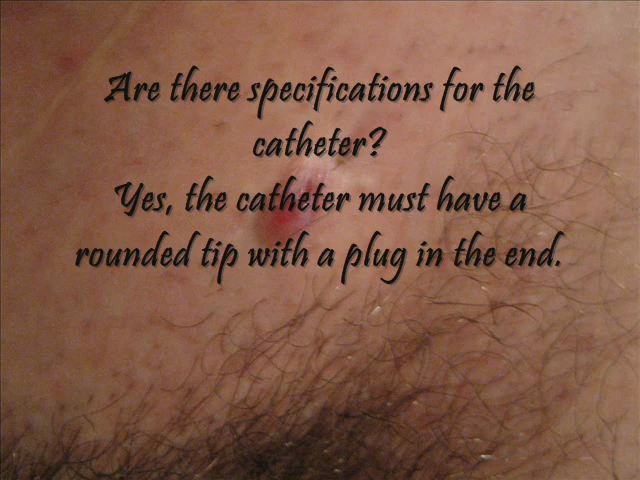 Are there specifications for the
catheter?
Yes, the catheter must have a
rounded tip with a plug in the end.